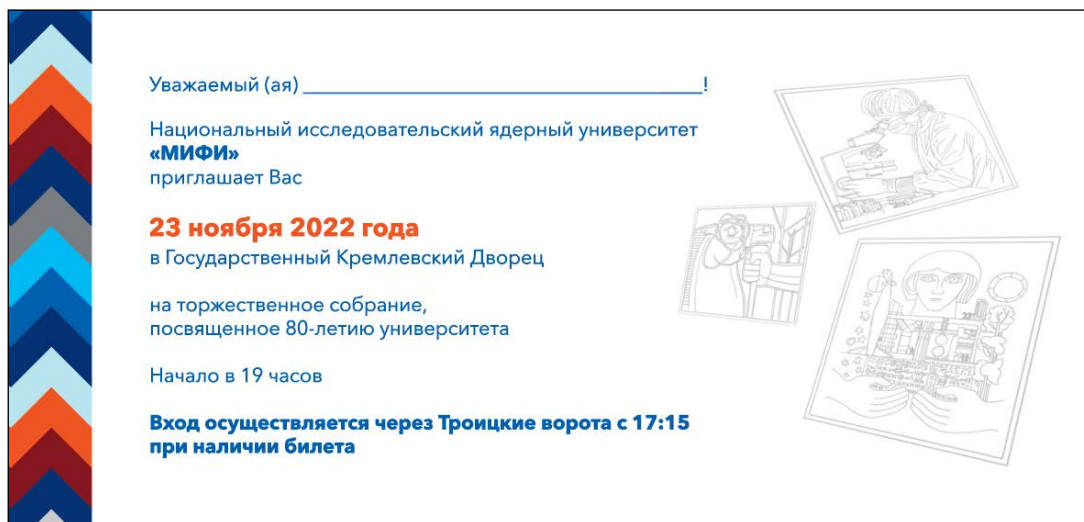 Уважаемый (ая) ________________________________________!
Национальный исследовательский ядерный университет
«МИФИ»
приглашает Вас
23 ноября 2022 года
в Государственный Кремлевский Дворец
на торжественное собрание,
посвященное 80-летию университета
Начало в 19 часов
Вход осуществляется через Троицкие ворота с 17:15
при наличии билета